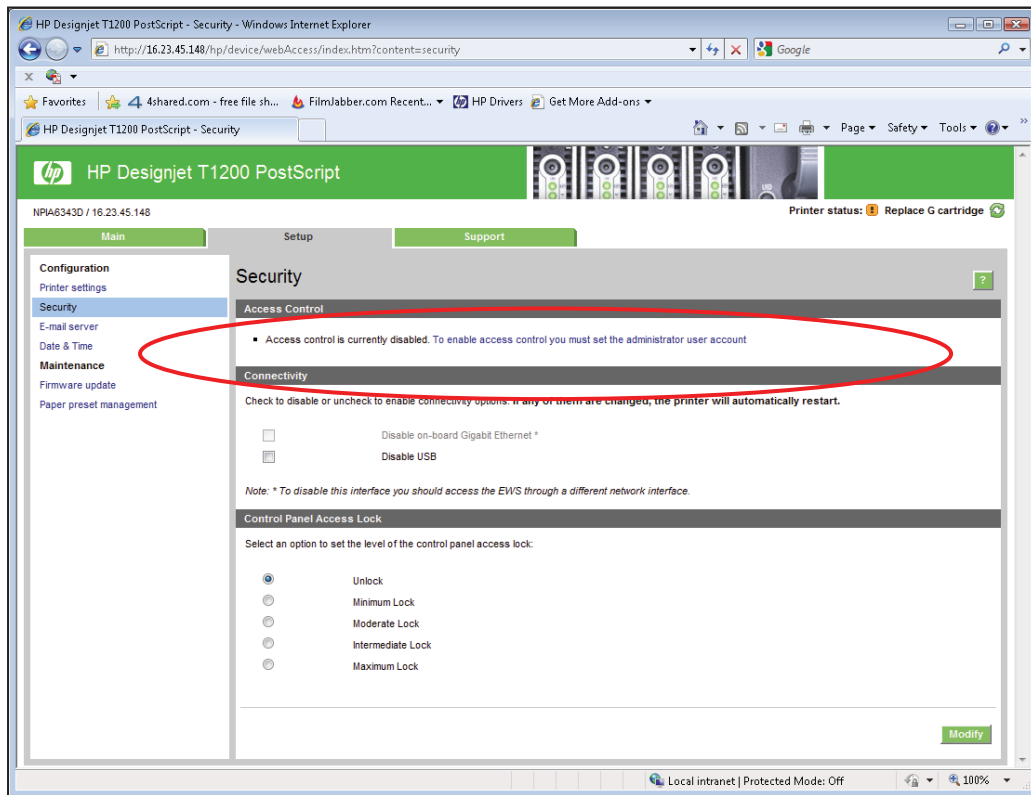 HP Designjet T1200 PostScript - Security - Windows Internet Explorer
http://16.23.45.148/hp/device/webAccess/index.htm?content=security
Google
x
Favorites 4shared.com - free file sh... FilmJabber.com Recent... HP Drivers Get More Add-ons
HP Designjet T1200 PostScript - Security
Page Safety Tools »
hp HP Designjet T1200 PostScript
NPIA6343D / 16.23.45.148
Printer status: Replace G cartridge
Main Setup Support
Configuration
Printer settings
Security
E-mail server
Date & Time
Maintenance
Firmware update
Paper preset management
Security
?
Access Control
Access control is currently disabled. To enable access control you must set the administrator user account
Connectivity
Check to disable or uncheck to enable connectivity options. If any of them are changed, the printer will automatically restart.
Disable on-board Gigabit Ethernet *
Disable USB
Note: * To disable this interface you should access the EWS through a different network interface.
Control Panel Access Lock
Select an option to set the level of the control panel access lock:
Unlock
Minimum Lock
Moderate Lock
Intermediate Lock
Maximum Lock
Modify
Local intranet | Protected Mode: Off
100%